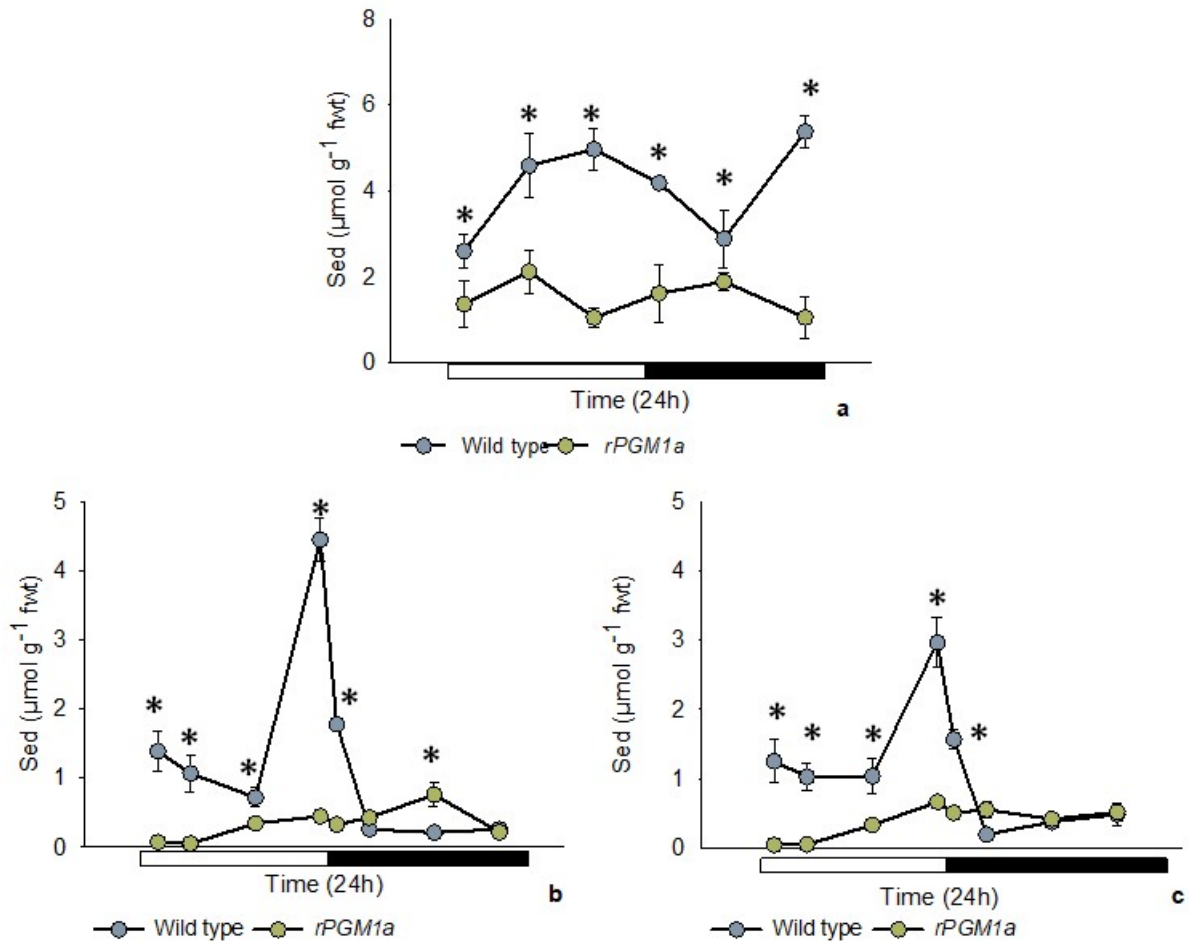 8
6
4
2
0
Sed (µmol g⁻¹ fwt)
* * * * * *
Time (24h)
a
Wild type rPGM1a
5
4
3
2
1
0
Sed (µmol g⁻¹ fwt)
* * * * * *
Time (24h)
b
Wild type rPGM1a
5
4
3
2
1
0
Sed (µmol g⁻¹ fwt)
* * * * *
Time (24h)
c
Wild type rPGM1a